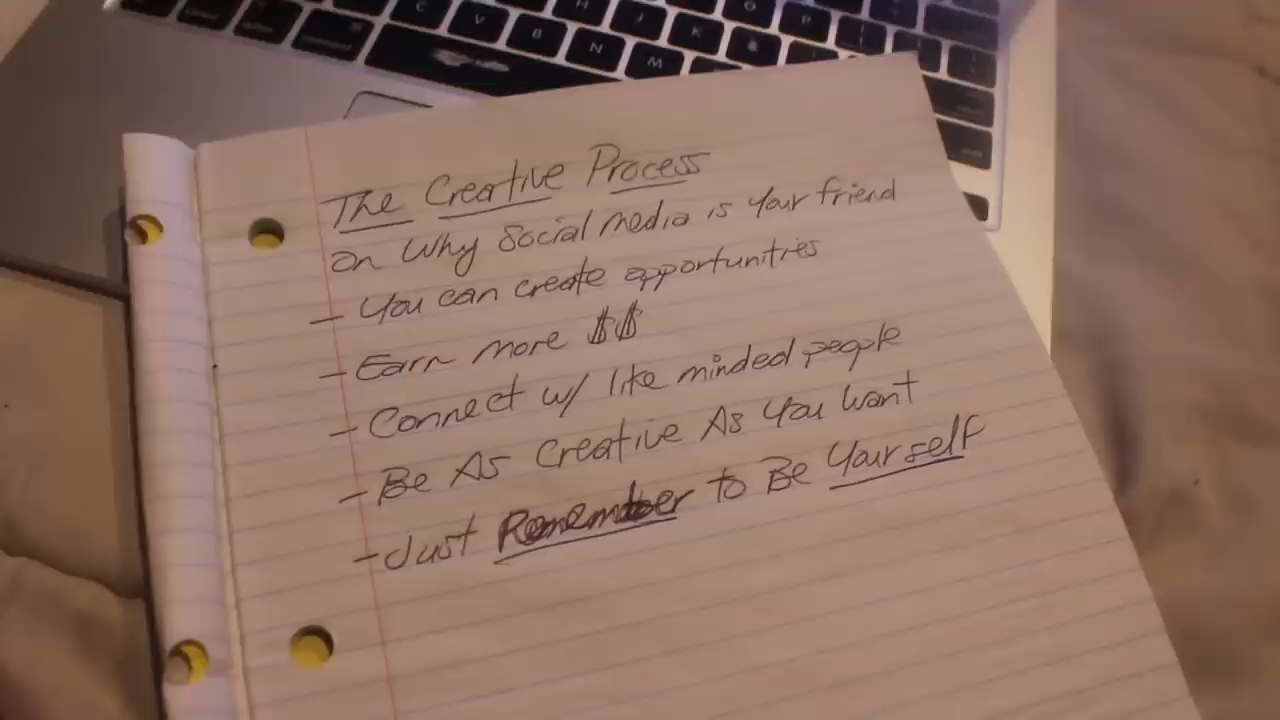 The Creative Process
On Why Social media is Your friend
- You can create opportunities
- Earn more $$
- Connect w/ like minded people
- Be As Creative As You Want
- Just Remember to Be Yourself
C V B N M
H J K O P